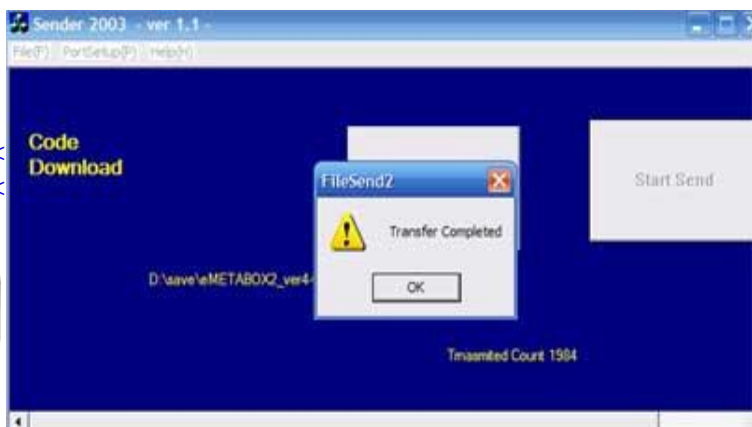 Sender 2003 - ver 1.1 -
File(F) PortSetup(P) Help(H)
Code
Download
Start Send
FileSend2
Transfer Completed
OK
D:\save\eMETABOX2_ver4-
Tmasmited Count 1984